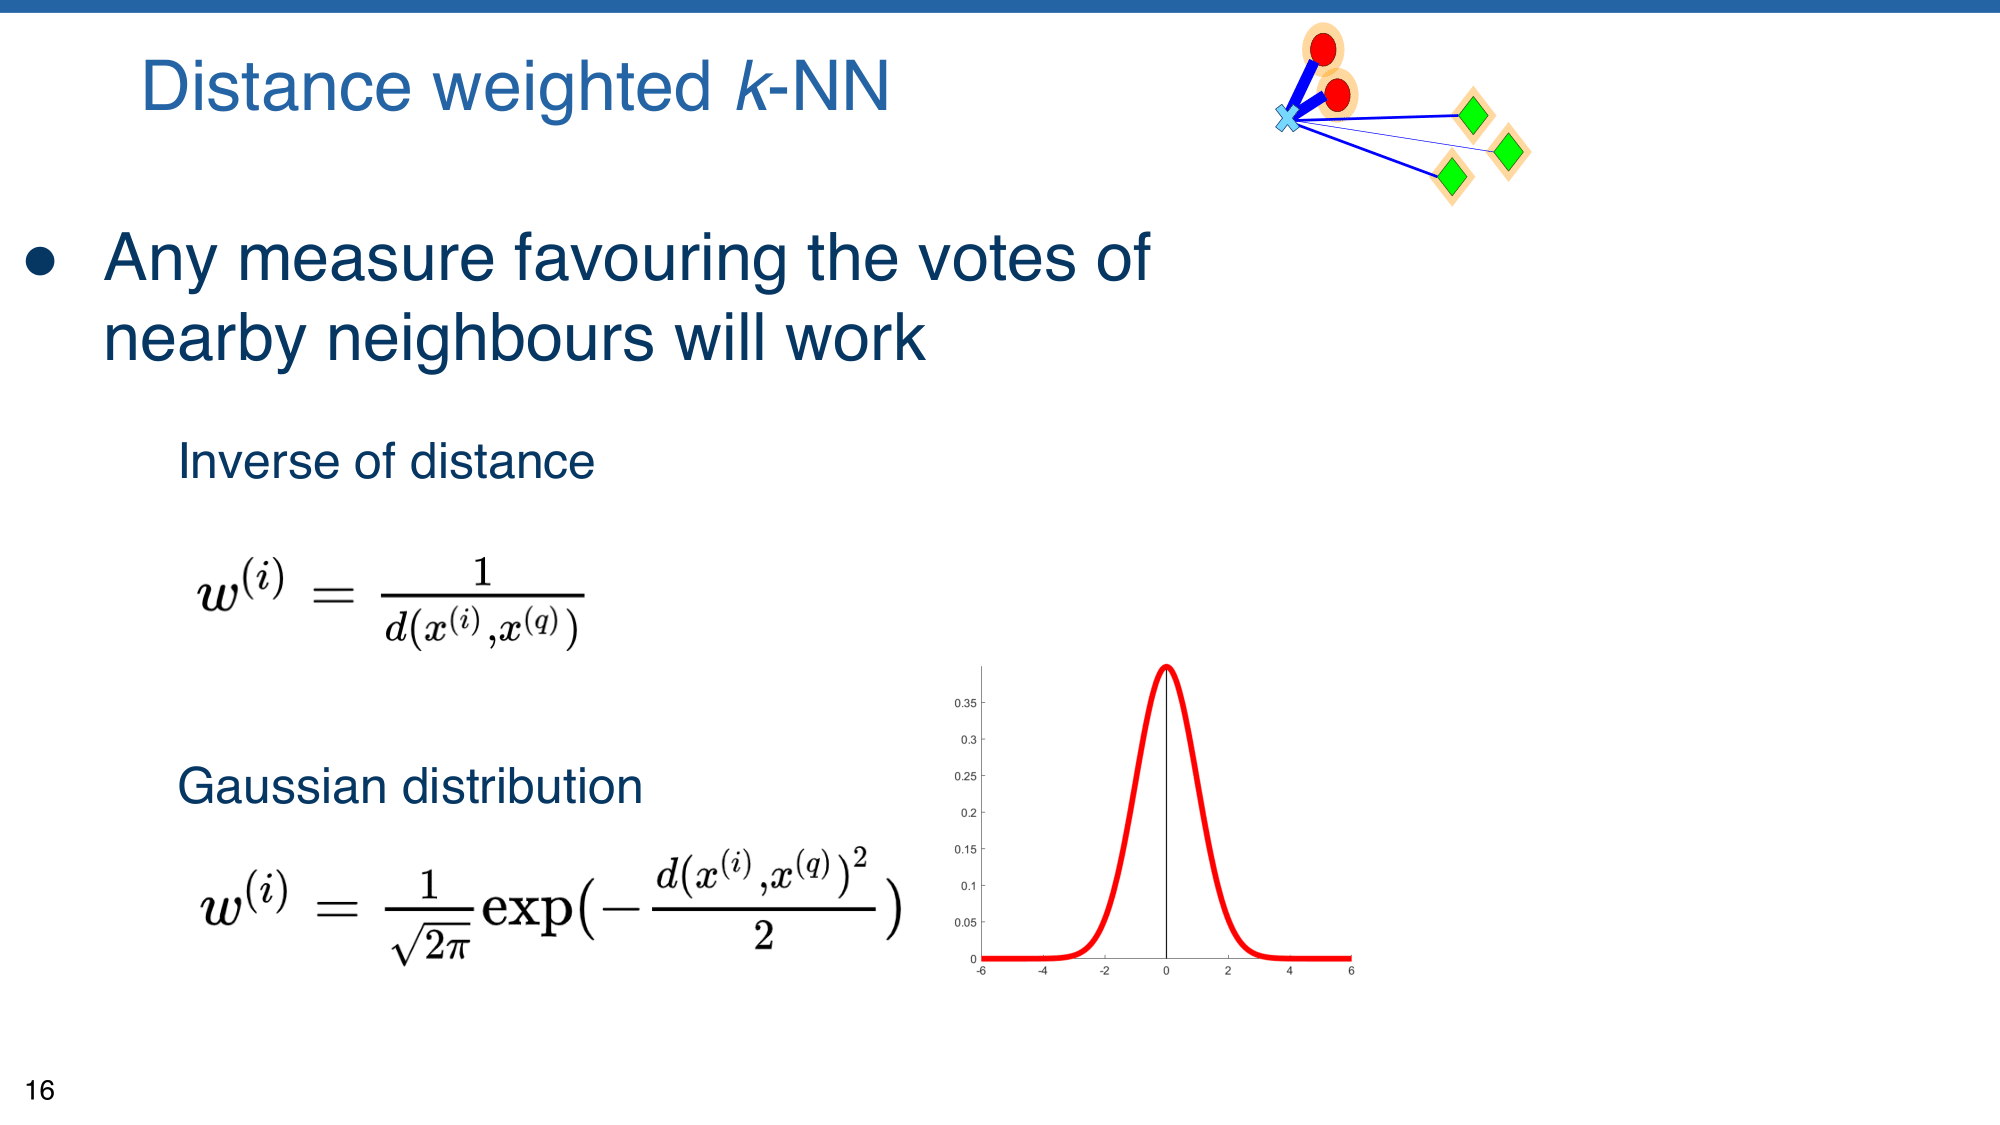 Distance weighted k-NN
● Any measure favouring the votes of
nearby neighbours will work
Inverse of distance
w^{(i)} = \frac{1}{d(x^{(i)},x^{(q)})}
Gaussian distribution
w^{(i)} = \frac{1}{\sqrt{2\pi}}\exp(-\frac{d(x^{(i)},x^{(q)})^2}{2})
0.35
0.3
0.25
0.2
0.15
0.1
0.05
0
-6 -4 -2 0 2 4 6
16